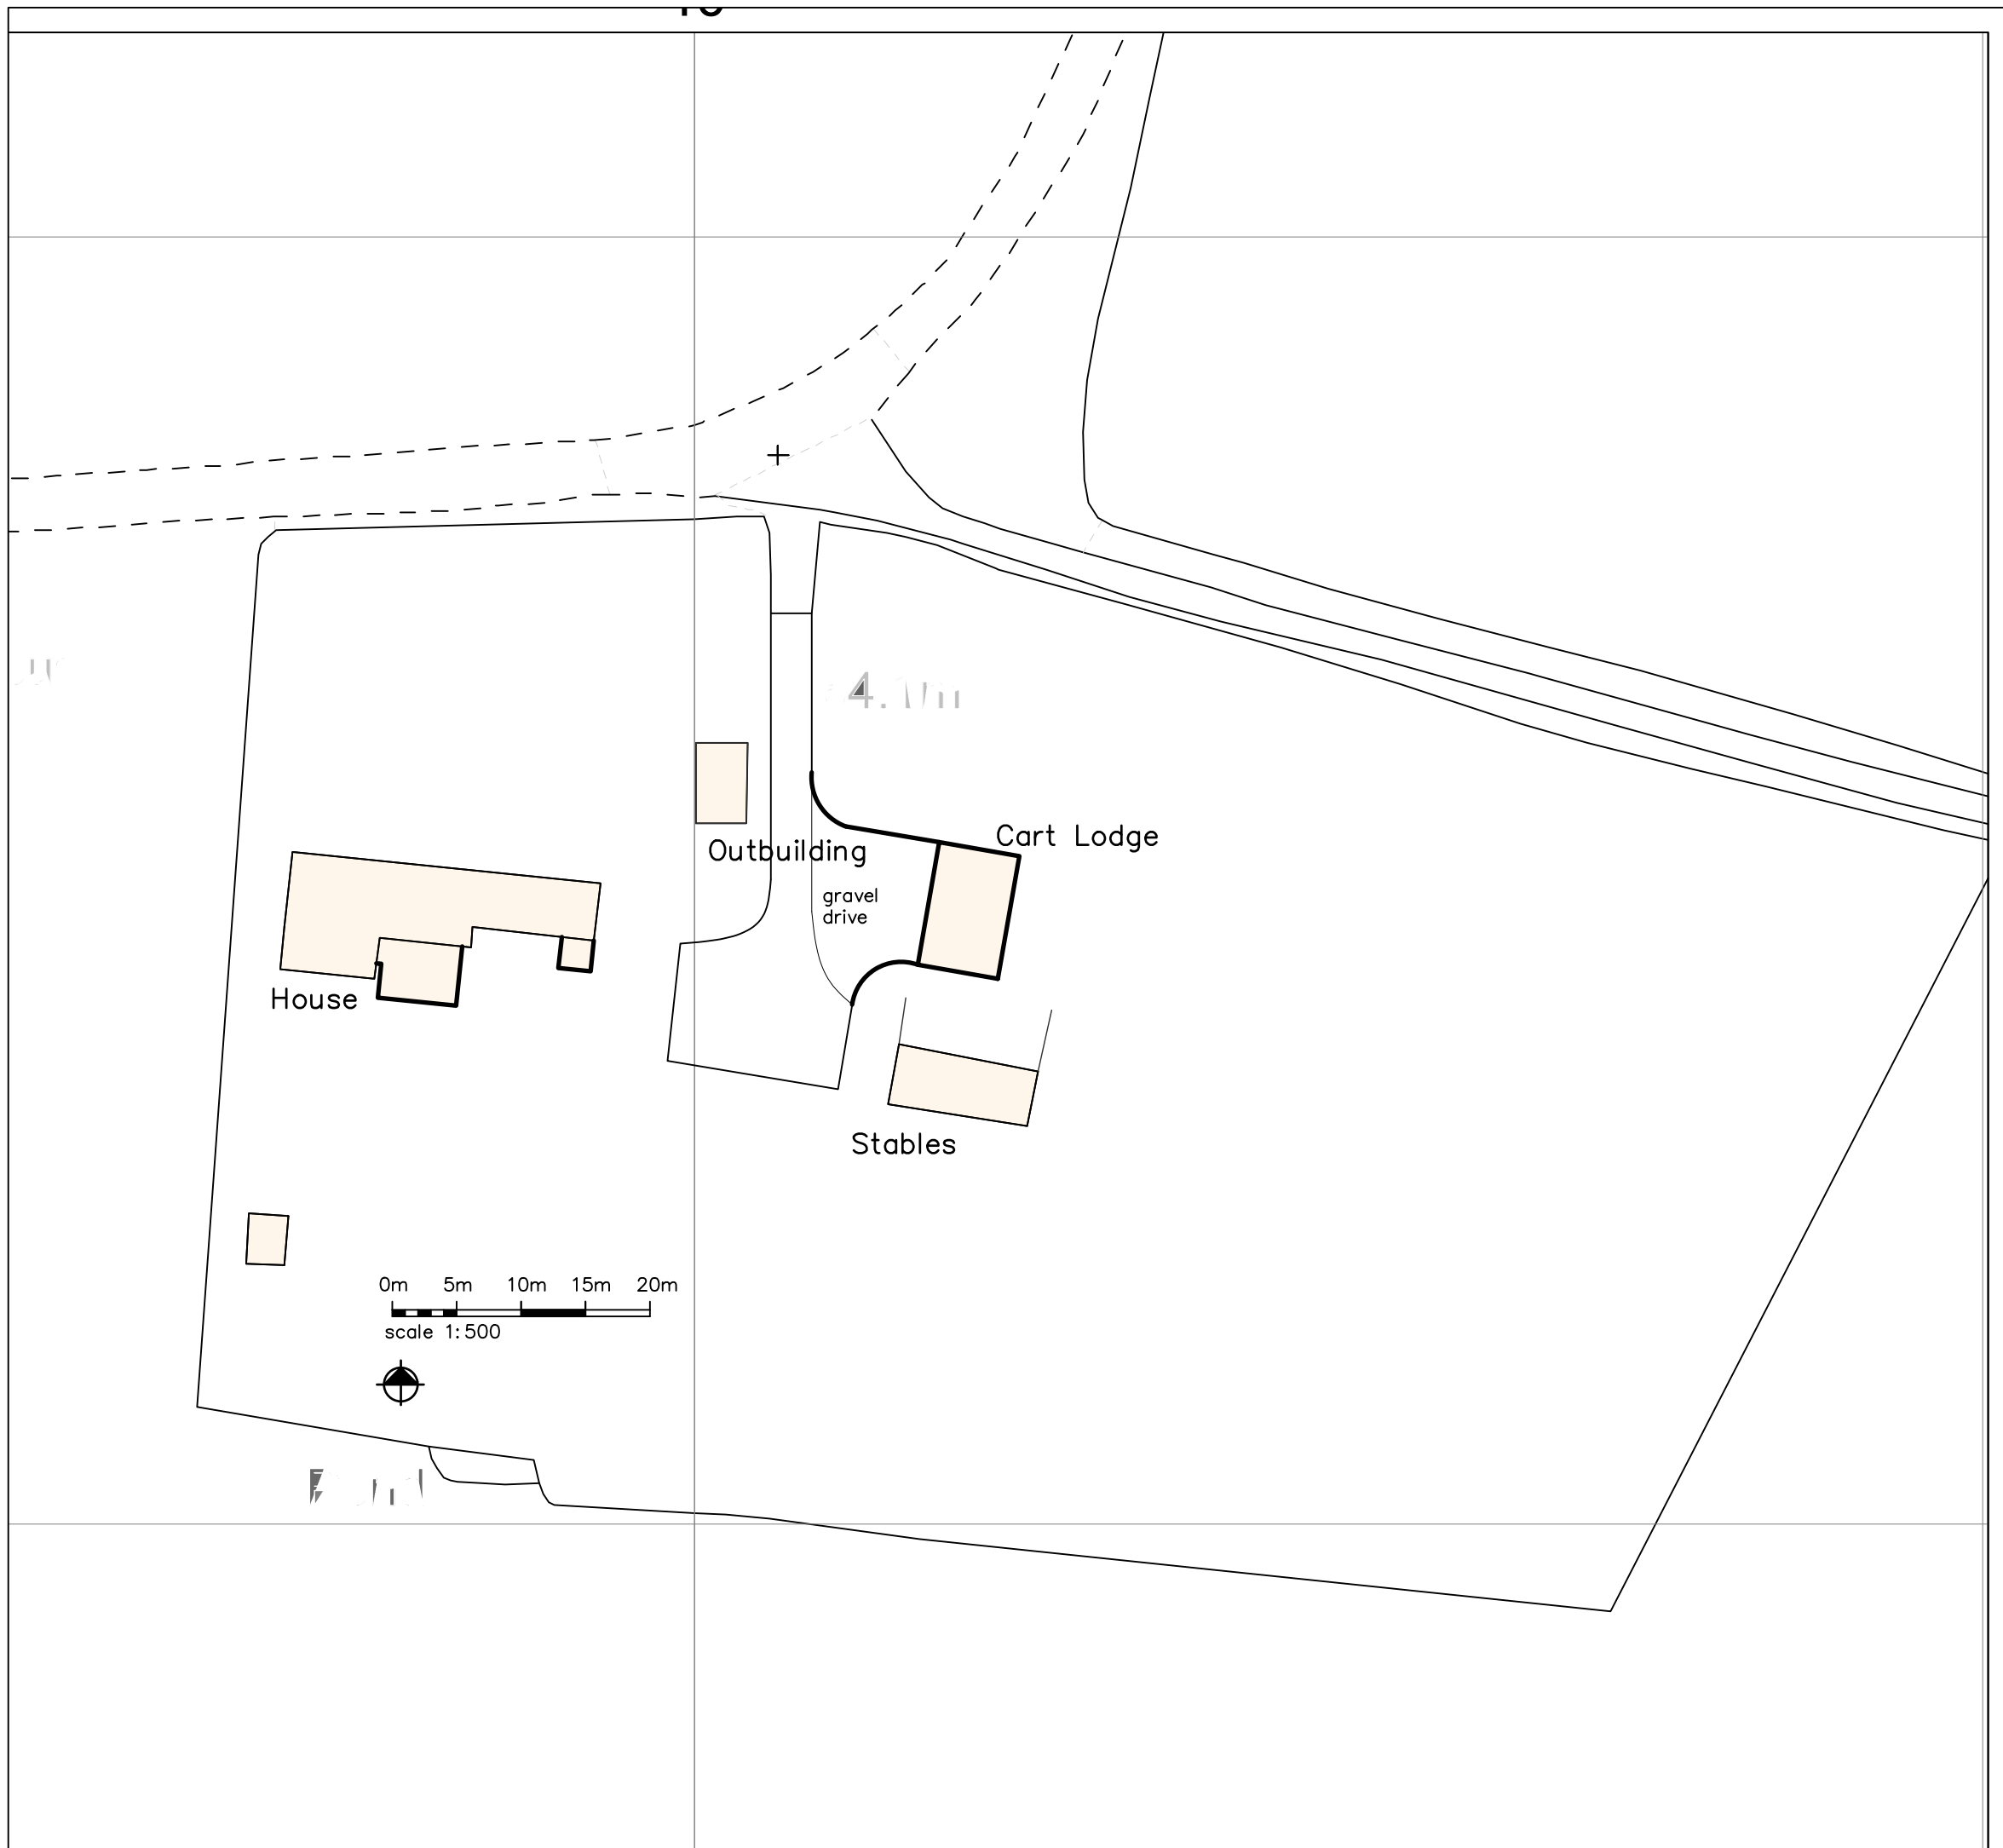 Cart Lodge
Outbuilding
gravel
drive
House
Stables
0m 5m 10m 15m 20m
scale 1:500